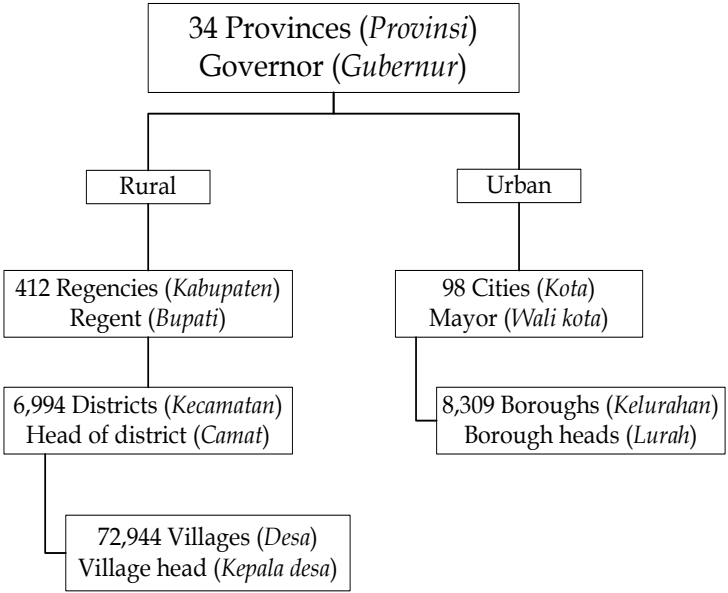 34 Provinces (Provinsi)
Governor (Gubernur)
Rural
Urban
412 Regencies (Kabupaten)
Regent (Bupati)
98 Cities (Kota)
Mayor (Wali kota)
6,994 Districts (Kecamatan)
Head of district (Camat)
8,309 Boroughs (Kelurahan)
Borough heads (Lurah)
72,944 Villages (Desa)
Village head (Kepala desa)